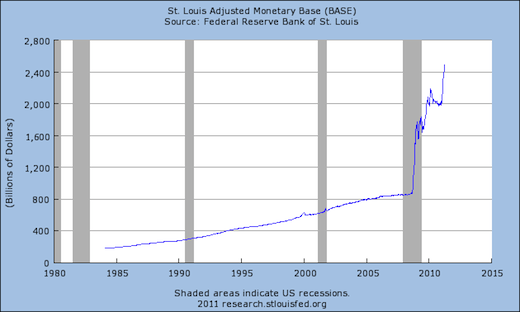 St. Louis Adjusted Monetary Base (BASE)
Source: Federal Reserve Bank of St. Louis
2,800
2,400
2,000
1,600
1,200
800
400
0
(Billions of Dollars)
1980 1985 1990 1995 2000 2005 2010 2015
Shaded areas indicate US recessions.
2011 research.stlouisfed.org